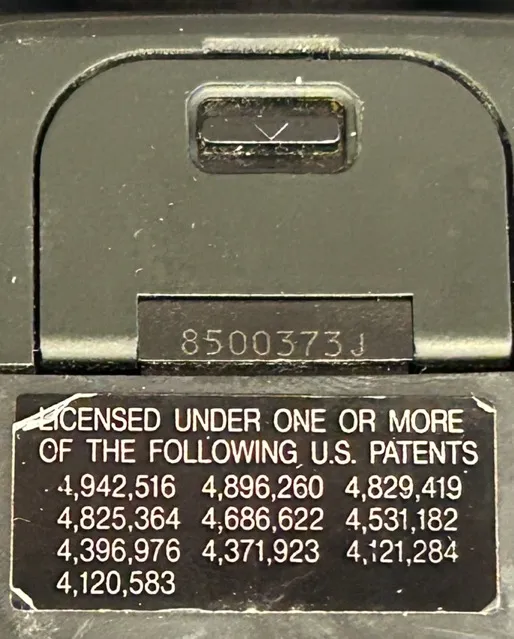 8500373J
LICENSED UNDER ONE OR MORE
OF THE FOLLOWING U.S. PATENTS
4,942,516 4,896,260 4,829,419
4,825,364 4,686,622 4,531,182
4,396,976 4,371,923 4,121,284
4,120,583